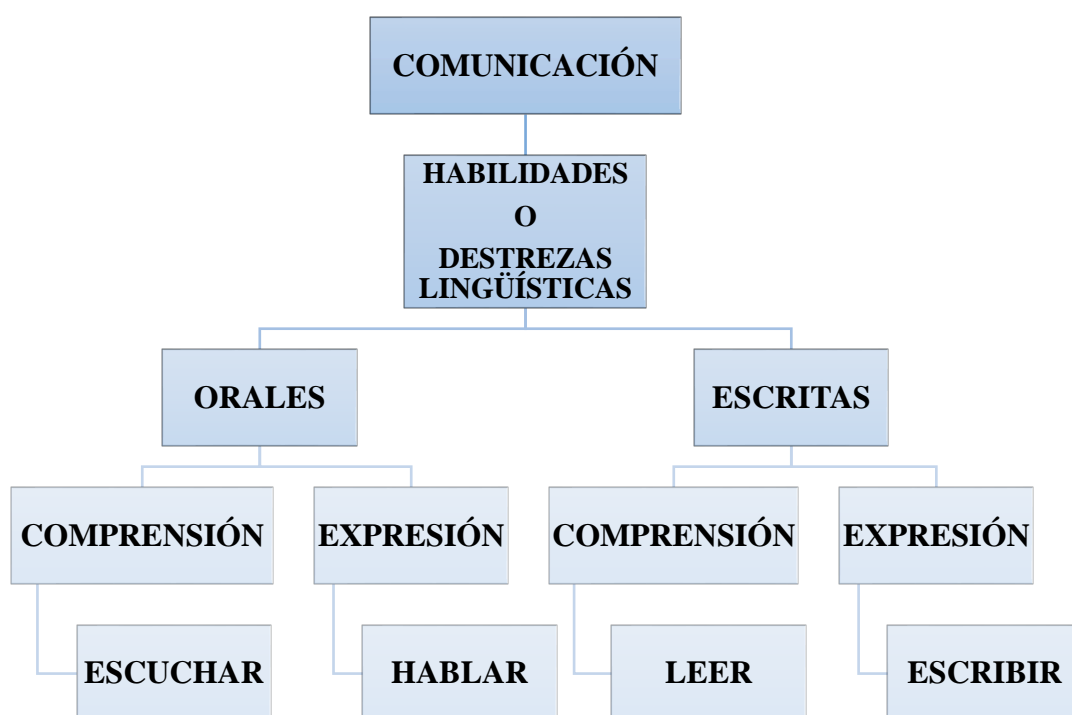 COMUNICACIÓN
HABILIDADES
O
DESTREZAS
LINGÜÍSTICAS
ORALES
ESCRITAS
COMPRENSIÓN
EXPRESIÓN
COMPRENSIÓN
EXPRESIÓN
ESCUCHAR
HABLAR
LEER
ESCRIBIR